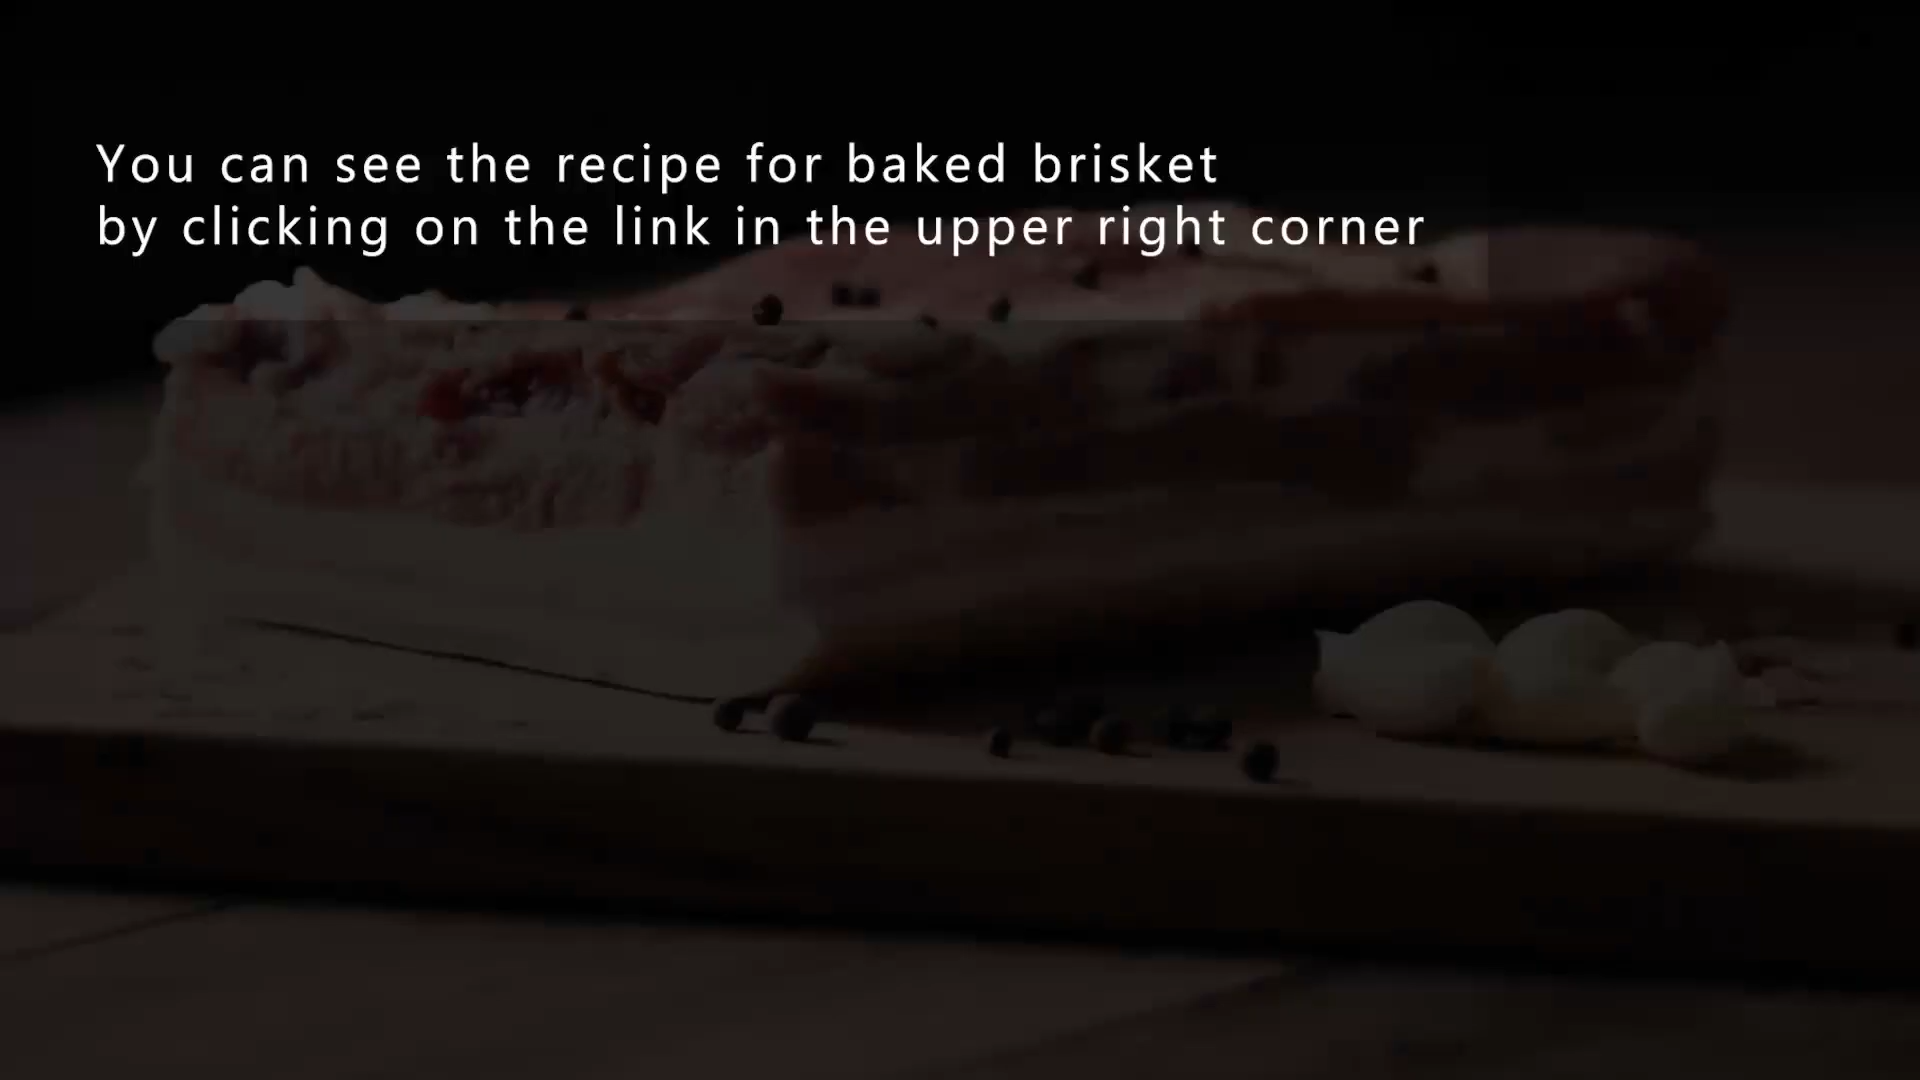 You can see the recipe for baked brisket
by clicking on the link in the upper right corner